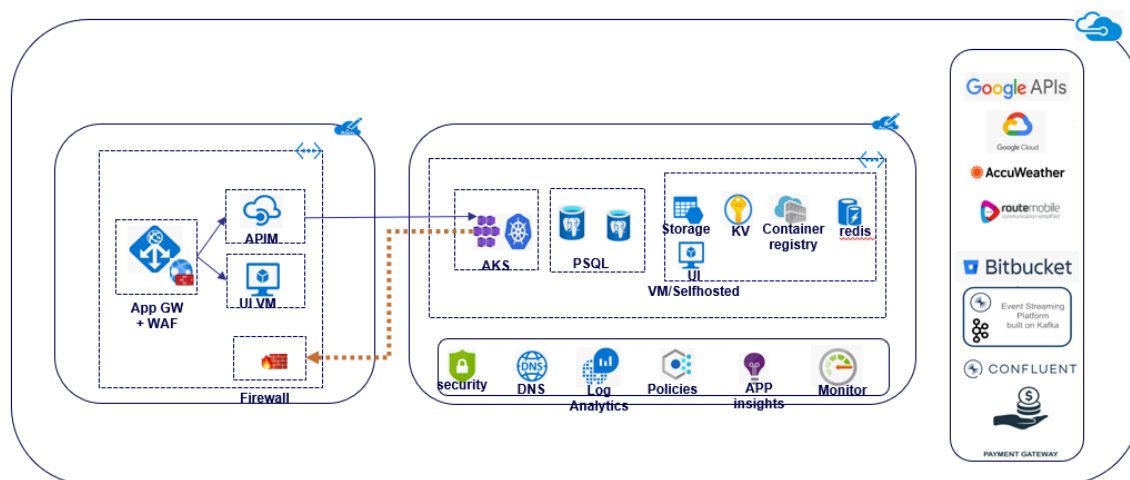 App GW
+ WAF
APIM
UI VM
Firewall
AKS
PSQL
Storage
KV
Container
registry
redis
UI
VM/Selfhosted
security
DNS
DNS
Log
Analytics
Policies
APP
insights
Monitor
Google APIs
Google Cloud
AccuWeather
routemobile
communication simplified
Bitbucket
Event Streaming
Platform
built on Kafka
CONFLUENT
$
PAYMENT GATEWAY